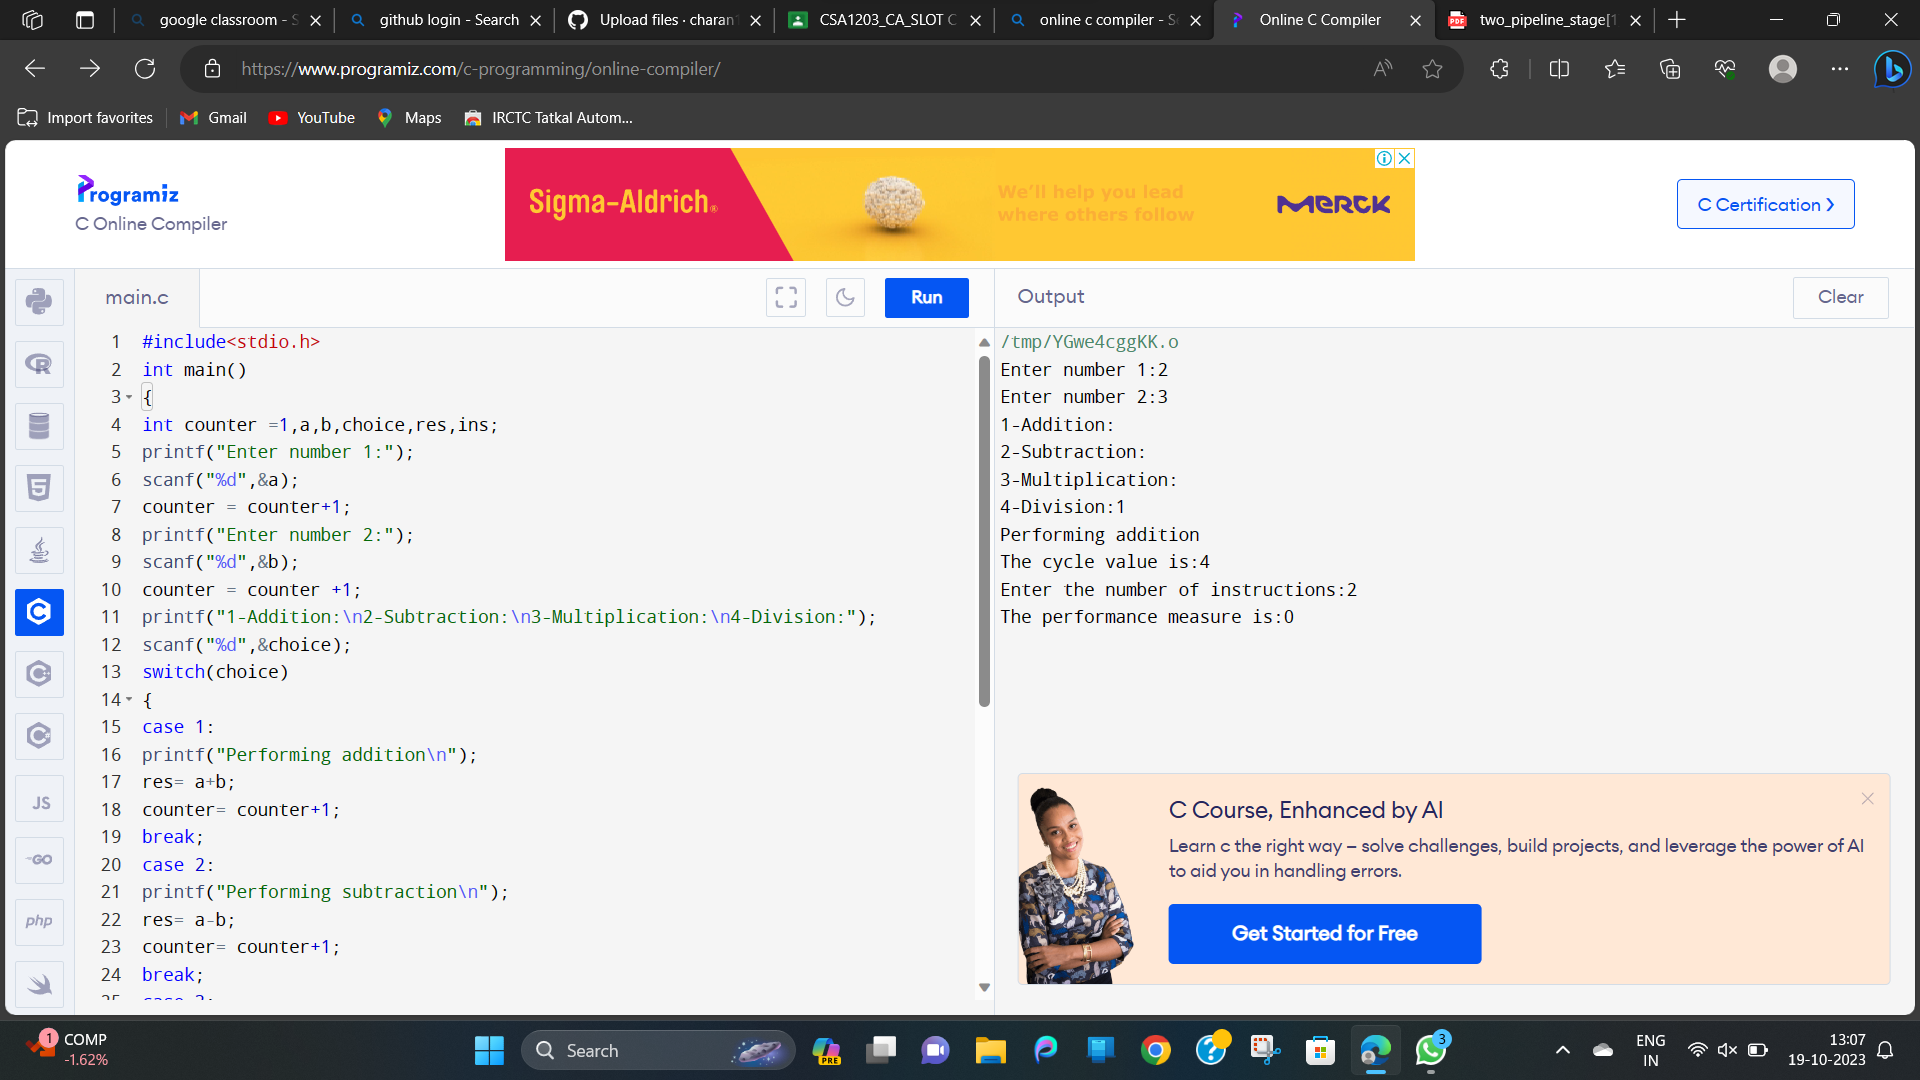 google classroom - S
github login - Search
Upload files · charan1
CSA1203_CA_SLOT C
online c compiler - Se
Online C Compiler
two_pipeline_stage[1
https://www.programiz.com/c-programming/online-compiler/
Import favorites
Gmail
YouTube
Maps
IRCTC Tatkal Autom...
Programiz
C Online Compiler
Sigma-Aldrich®
We'll help you lead
where others follow
MERCK
C Certification
main.c
Run
Output
Clear
1 #include<stdio.h>
2 int main()
3 {
4 int counter =1,a,b,choice,res,ins;
5 printf("Enter number 1:");
6 scanf("%d",&a);
7 counter = counter+1;
8 printf("Enter number 2:");
9 scanf("%d",&b);
10 counter = counter +1;
11 printf("1-Addition:\n2-Subtraction:\n3-Multiplication:\n4-Division:");
12 scanf("%d",&choice);
13 switch(choice)
14 {
15 case 1:
16 printf("Performing addition\n");
17 res= a+b;
18 counter= counter+1;
19 break;
20 case 2:
21 printf("Performing subtraction\n");
22 res= a-b;
23 counter= counter+1;
24 break;
25 case 3:
/tmp/YGwe4cggKK.o
Enter number 1:2
Enter number 2:3
1-Addition:
2-Subtraction:
3-Multiplication:
4-Division:1
Performing addition
The cycle value is:4
Enter the number of instructions:2
The performance measure is:0
JS
GO
php
C Course, Enhanced by AI
Learn c the right way – solve challenges, build projects, and leverage the power of AI
to aid you in handling errors.
Get Started for Free
1
COMP
-1.62%
Search
PRE
3
ENG
IN
13:07
19-10-2023